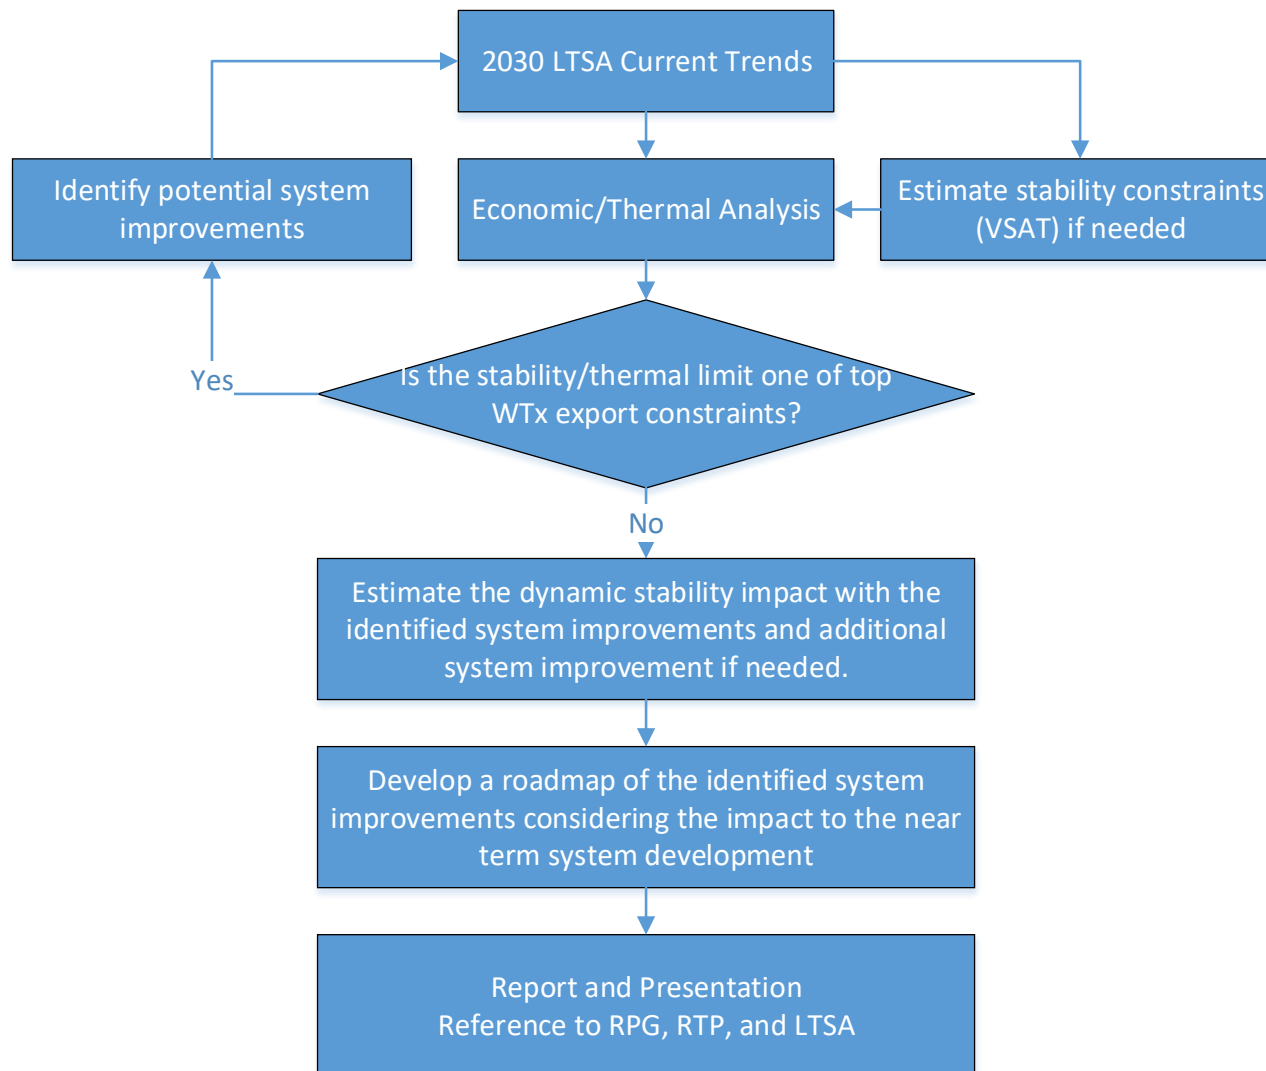 2030 LTSA Current Trends
Identify potential system
improvements
Economic/Thermal Analysis
Estimate stability constraints
(VSAT) if needed
Yes
Is the stability/thermal limit one of top
WTx export constraints?
No
Estimate the dynamic stability impact with the
identified system improvements and additional
system improvement if needed.
Develop a roadmap of the identified system
improvements considering the impact to the near
term system development
Report and Presentation
Reference to RPG, RTP, and LTSA